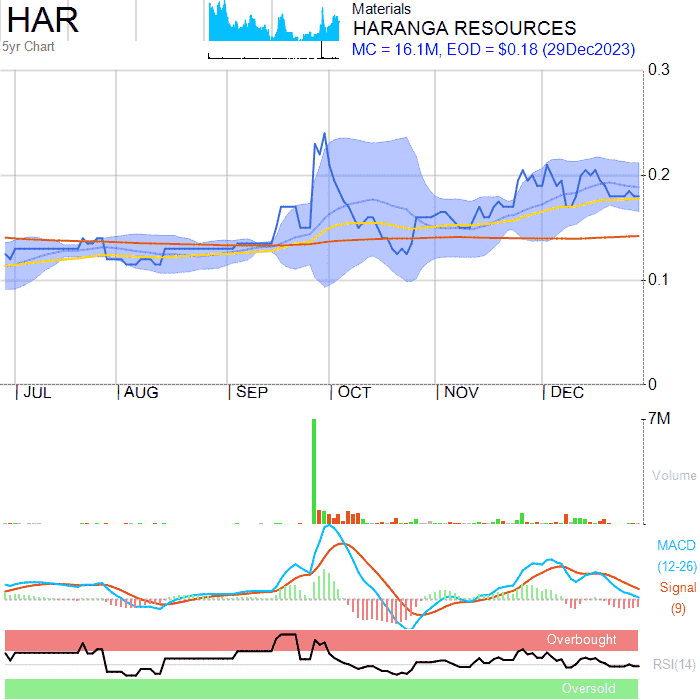 HAR
5yr Chart
Materials
HARANGA RESOURCES
MC = 16.1M, EOD = $0.18 (29Dec2023)
0.3
0.2
0.1
0
JUL AUG SEP OCT NOV DEC
7M
Volume
MACD
(12-26)
Signal
(9)
Overbought
RSI(14)
Oversold